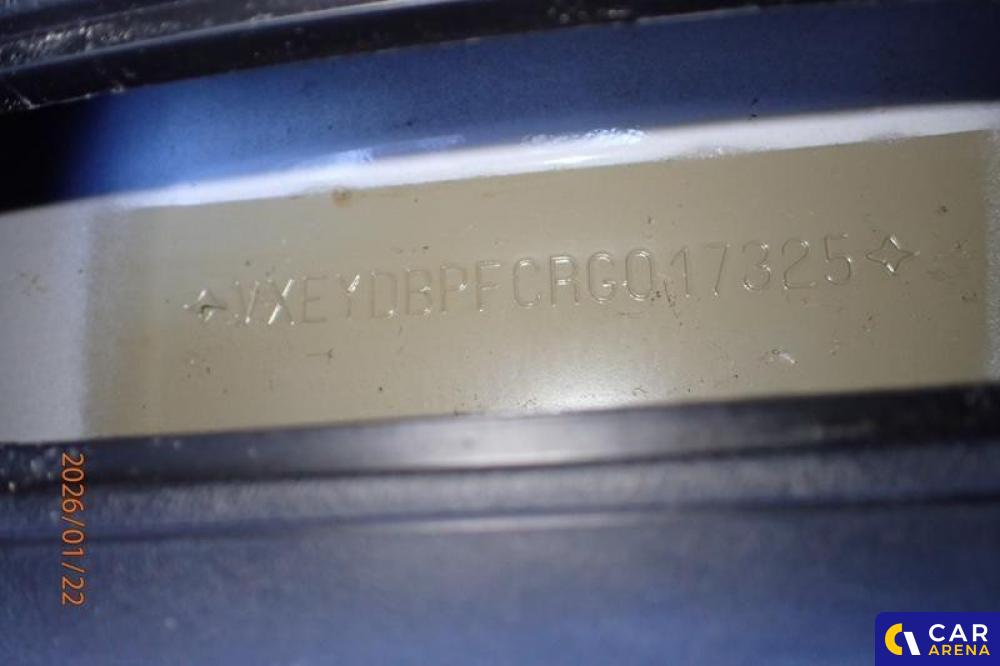 VXEYDBPFCRG017325
2026/01/22
CAR
ARENA